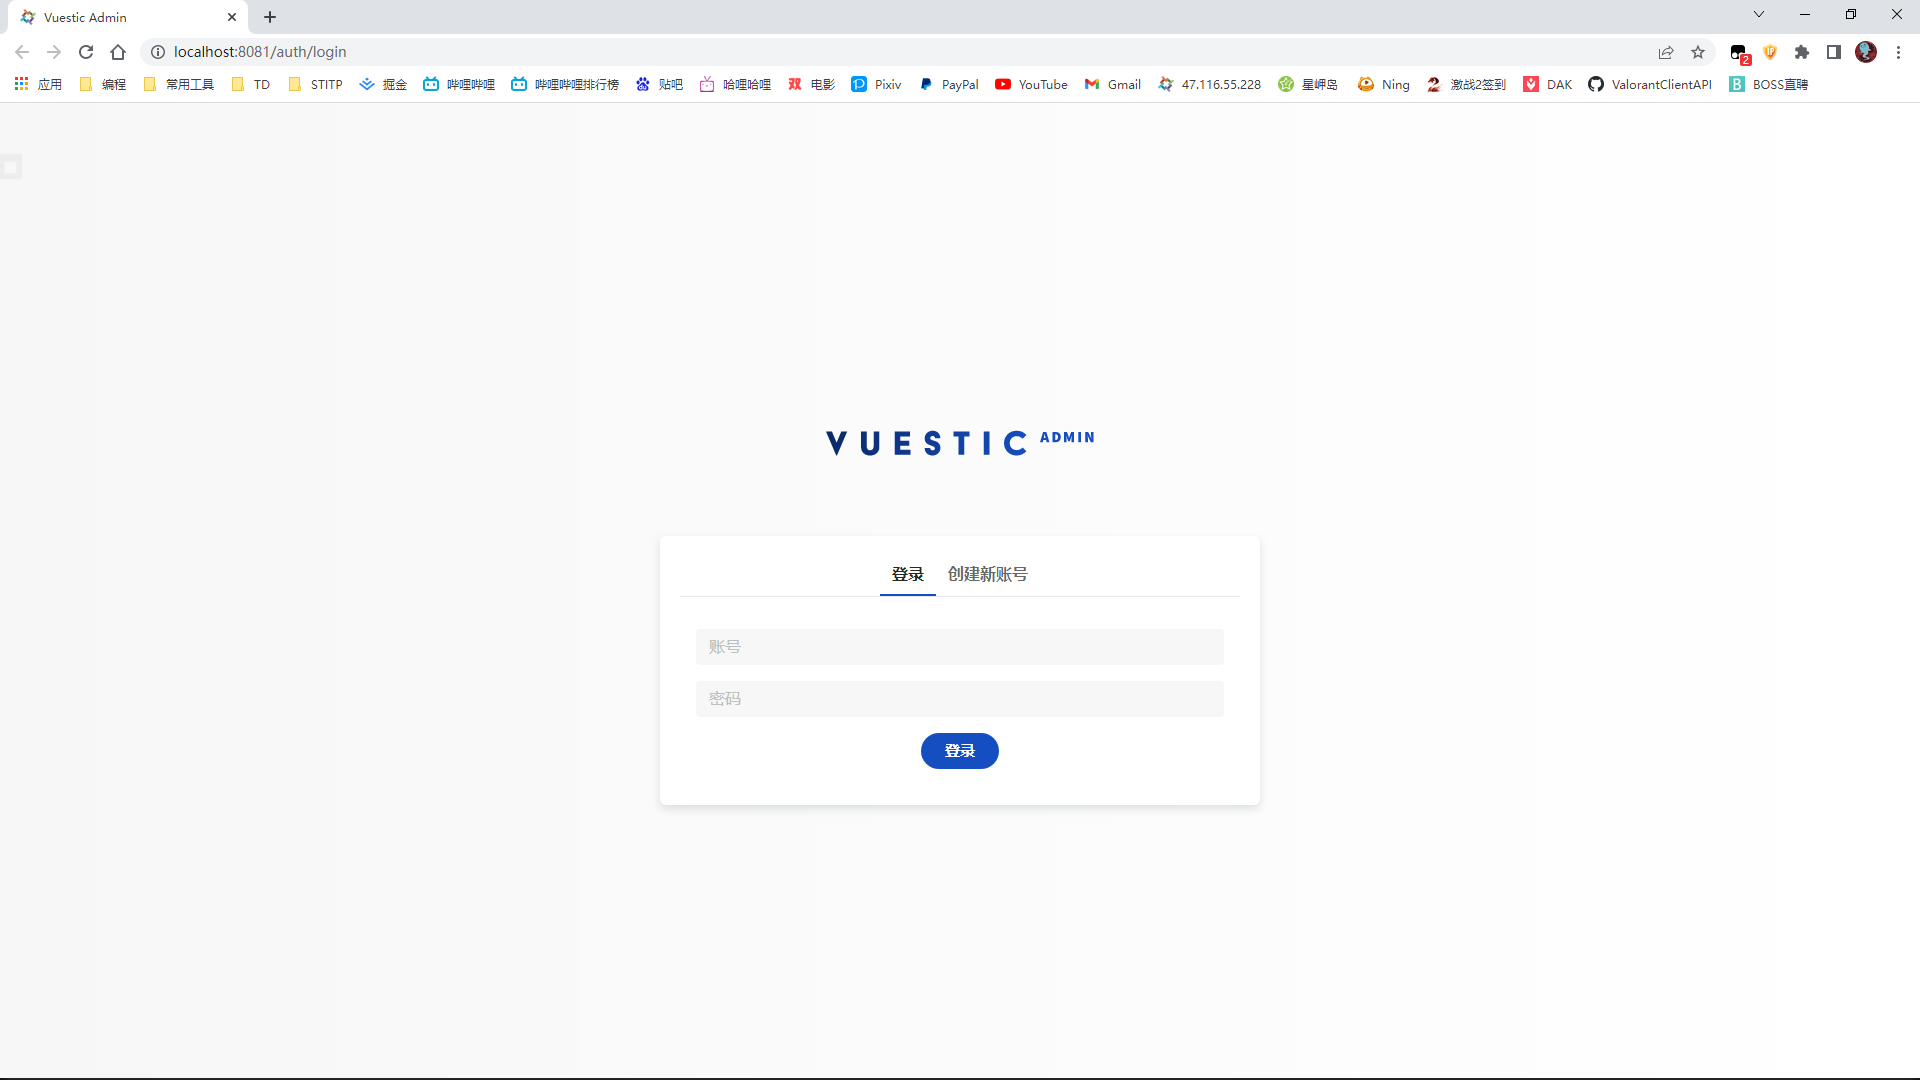 Vuestic Admin
localhost:8081/auth/login
2
应用 编程 常用工具 TD STITP 掘金 哔哩哔哩 哔哩哔哩排行榜 贴吧 哈哩哈哩 电影 Pixiv PayPal YouTube Gmail 47.116.55.228 星岬岛 Ning 激战2签到 DAK ValorantClientAPI BOSS直聘
VUESTIC ADMIN
登录 创建新账号
账号
密码
登录